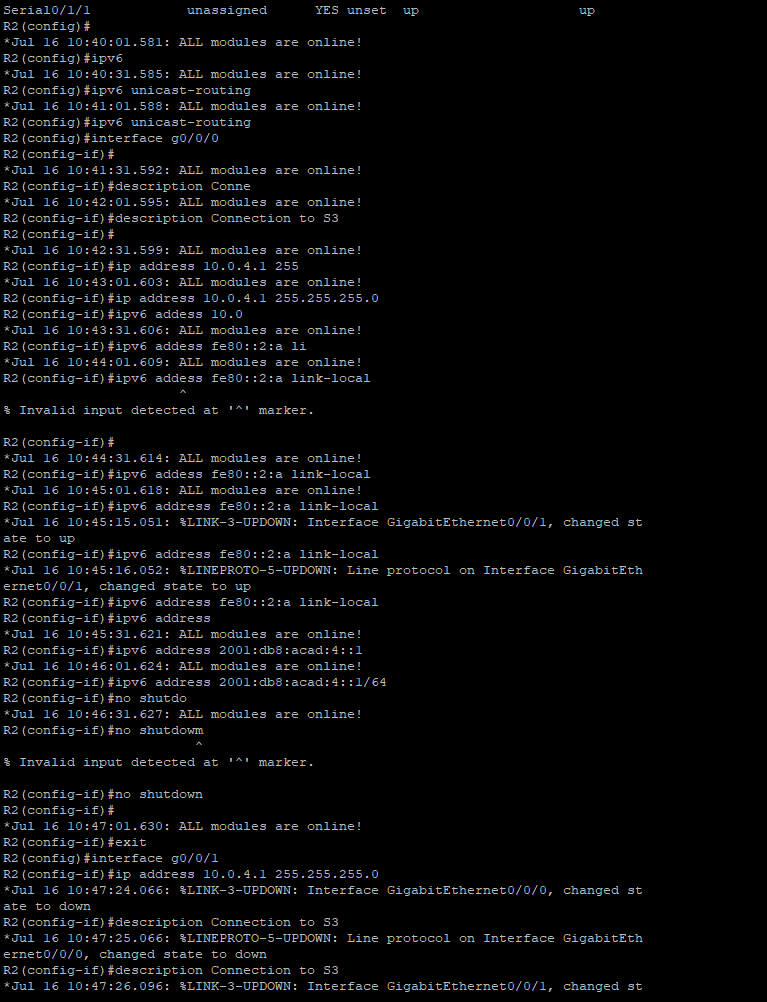 Serial0/1/1            unassigned      YES unset  up                    up
R2(config)#
*Jul 16 10:40:01.581: ALL modules are online!
R2(config)#ipv6
*Jul 16 10:40:31.585: ALL modules are online!
R2(config)#ipv6 unicast-routing
*Jul 16 10:41:01.588: ALL modules are online!
R2(config)#ipv6 unicast-routing
R2(config)#interface g0/0/0
R2(config-if)#
*Jul 16 10:41:31.592: ALL modules are online!
R2(config-if)#description Conne
*Jul 16 10:42:01.595: ALL modules are online!
R2(config-if)#description Connection to S3
R2(config-if)#
*Jul 16 10:42:31.599: ALL modules are online!
R2(config-if)#ip address 10.0.4.1 255
*Jul 16 10:43:01.603: ALL modules are online!
R2(config-if)#ip address 10.0.4.1 255.255.255.0
R2(config-if)#ipv6 addess 10.0
*Jul 16 10:43:31.606: ALL modules are online!
R2(config-if)#ipv6 addess fe80::2:a li
*Jul 16 10:44:01.609: ALL modules are online!
R2(config-if)#ipv6 addess fe80::2:a link-local
                      ^
% Invalid input detected at '^' marker.
R2(config-if)#
*Jul 16 10:44:31.614: ALL modules are online!
R2(config-if)#ipv6 addess fe80::2:a link-local
*Jul 16 10:45:01.618: ALL modules are online!
R2(config-if)#ipv6 address fe80::2:a link-local
*Jul 16 10:45:15.051: %LINK-3-UPDOWN: Interface GigabitEthernet0/0/1, changed st
ate to up
R2(config-if)#ipv6 address fe80::2:a link-local
*Jul 16 10:45:16.052: %LINEPROTO-5-UPDOWN: Line protocol on Interface GigabitEth
ernet0/0/1, changed state to up
R2(config-if)#ipv6 address fe80::2:a link-local
R2(config-if)#ipv6 address
*Jul 16 10:45:31.621: ALL modules are online!
R2(config-if)#ipv6 address 2001:db8:acad:4::1
*Jul 16 10:46:01.624: ALL modules are online!
R2(config-if)#ipv6 address 2001:db8:acad:4::1/64
R2(config-if)#no shutdo
*Jul 16 10:46:31.627: ALL modules are online!
R2(config-if)#no shutdowm
                        ^
% Invalid input detected at '^' marker.
R2(config-if)#no shutdown
R2(config-if)#
*Jul 16 10:47:01.630: ALL modules are online!
R2(config-if)#exit
R2(config)#interface g0/0/1
R2(config-if)#ip address 10.0.4.1 255.255.255.0
*Jul 16 10:47:24.066: %LINK-3-UPDOWN: Interface GigabitEthernet0/0/0, changed st
ate to down
R2(config-if)#description Connection to S3
*Jul 16 10:47:25.066: %LINEPROTO-5-UPDOWN: Line protocol on Interface GigabitEth
ernet0/0/0, changed state to down
R2(config-if)#description Connection to S3
*Jul 16 10:47:26.096: %LINK-3-UPDOWN: Interface GigabitEthernet0/0/1, changed st